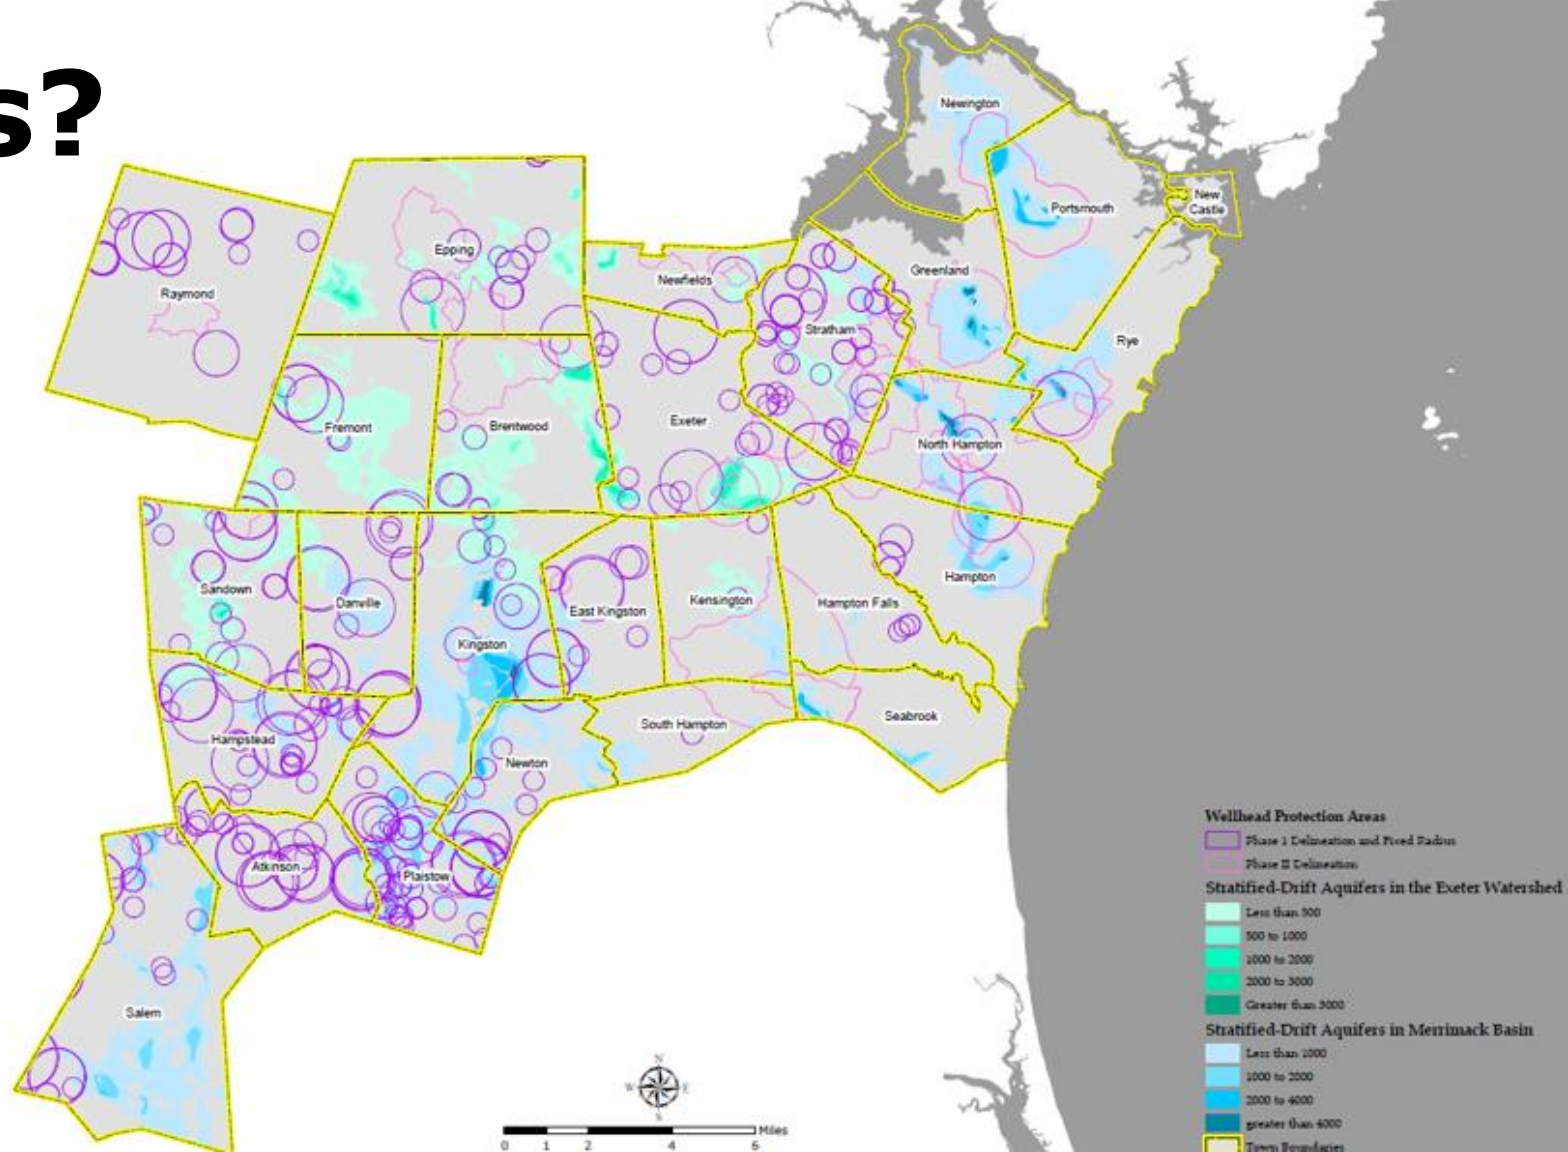 s?
Newington
New
Castle
Portsmouth
Epping
Greenland
Newfields
Raymond
Stratham
Rye
Exeter
Fremont
Brentwood
North Hampton
Hampton
Sandown
Danville
East Kingston
Kensington
Hampton Falls
Kingston
Seabrook
South Hampton
Hampstead
Newton
Atkinson
Plaistow
Salem
N
W
E
S
0 1 2 4 6 Miles
Wellhead Protection Areas
Phase I Delineation and Fixed Radius
Phase II Delineation
Stratified-Drift Aquifers in the Exeter Watershed
Less than 500
500 to 1000
1000 to 2000
2000 to 3000
Greater than 3000
Stratified-Drift Aquifers in Merrimack Basin
Less than 1000
1000 to 2000
2000 to 4000
greater than 4000
Town Boundaries